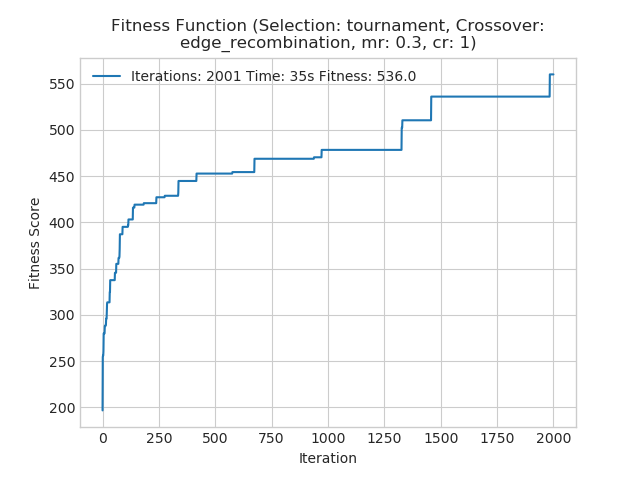 Fitness Function (Selection: tournament, Crossover:
edge_recombination, mr: 0.3, cr: 1)
Iterations: 2001 Time: 35s Fitness: 536.0
Fitness Score
550
500
450
400
350
300
250
200
0 250 500 750 1000 1250 1500 1750 2000
Iteration